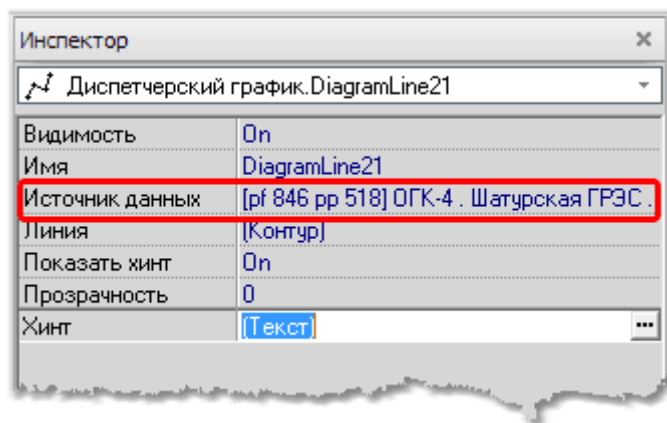 Инспектор
Диспетчерский график.DiagramLine21
Видимость On
Имя DiagramLine21
Источник данных [pf 846 pp 518] ОГК-4 . Шатурская ГРЭС .
Линия (Контур)
Показать хинт On
Прозрачность 0
Хинт (Текст) ...